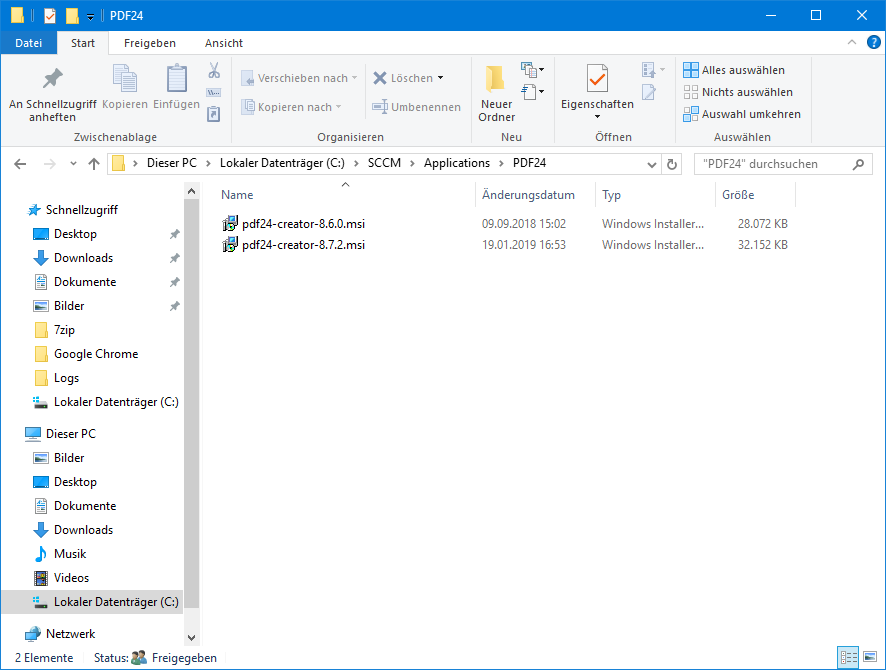 PDF24
Datei Start Freigeben Ansicht
An Schnellzugriff anheften
Kopieren
Einfügen
Zwischenablage
Verschieben nach
Kopieren nach
Löschen
Umbenennen
Organisieren
Neuer Ordner
Neu
Eigenschaften
Öffnen
Alles auswählen
Nichts auswählen
Auswahl umkehren
Auswählen
Dieser PC > Lokaler Datenträger (C:) > SCCM > Applications > PDF24
"PDF24" durchsuchen
Schnellzugriff
Desktop
Downloads
Dokumente
Bilder
7zip
Google Chrome
Logs
Lokaler Datenträger (C:)
Dieser PC
Bilder
Desktop
Dokumente
Downloads
Musik
Videos
Lokaler Datenträger (C:)
Netzwerk
Name Änderungsdatum Typ Größe
pdf24-creator-8.6.0.msi 09.09.2018 15:02 Windows Installer... 28.072 KB
pdf24-creator-8.7.2.msi 19.01.2019 16:53 Windows Installer... 32.152 KB
2 Elemente Status: Freigegeben